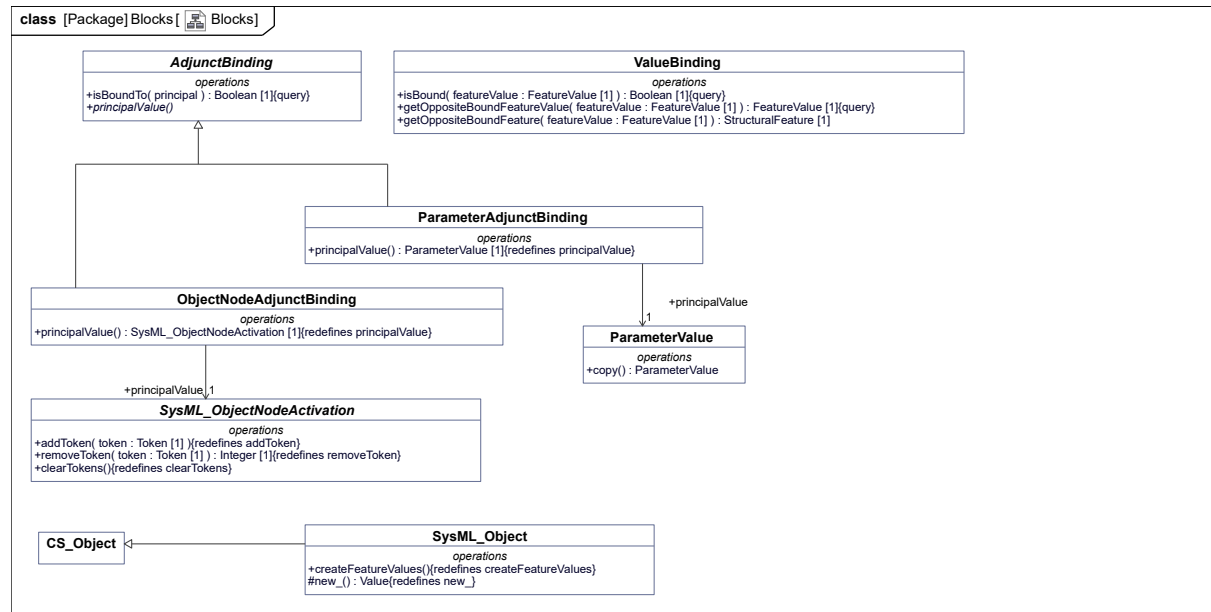 class [Package] Blocks [ Blocks]
AdjunctBinding
operations
+isBoundTo( principal ) : Boolean [1]{query}
+principalValue()
ValueBinding
operations
+isBound( featureValue : FeatureValue [1] ) : Boolean [1]{query}
+getOppositeBoundFeatureValue( featureValue : FeatureValue [1] ) : FeatureValue [1]{query}
+getOppositeBoundFeature( featureValue : FeatureValue [1] ) : StructuralFeature [1]
ParameterAdjunctBinding
operations
+principalValue() : ParameterValue [1]{redefines principalValue}
ObjectNodeAdjunctBinding
operations
+principalValue() : SysML_ObjectNodeActivation [1]{redefines principalValue}
+principalValue
1
ParameterValue
operations
+copy() : ParameterValue
+principalValue
1
SysML_ObjectNodeActivation
operations
+addToken( token : Token [1] ){redefines addToken}
+removeToken( token : Token [1] ) : Integer [1]{redefines removeToken}
+clearTokens(){redefines clearTokens}
CS_Object
SysML_Object
operations
+createFeatureValues(){redefines createFeatureValues}
#new_() : Value{redefines new_}